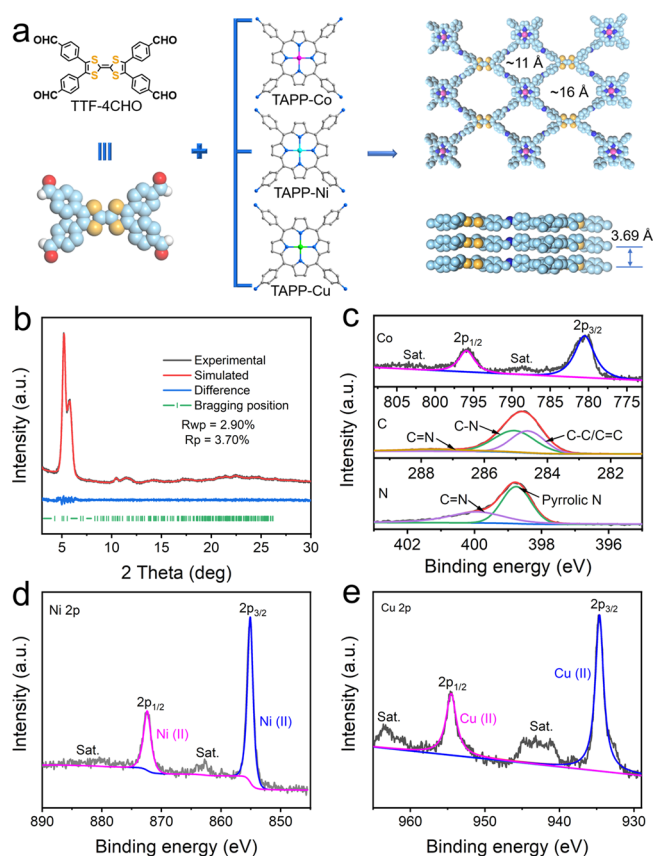 a
CHO
CHO
S
S
S
S
CHO
CHO
TTF-4CHO
TAPP-Co
TAPP-Ni
TAPP-Cu
~11 Å
~16 Å
3.69 Å
b
Experimental
Simulated
Difference
Bragging position
Rwp = 2.90%
Rp = 3.70%
Intensity (a.u.)
5 10 15 20 25 30
2 Theta (deg)
c
Co
2p1/2
2p3/2
Sat.
Sat.
805 800 795 790 785 780 775
C
C-N
C=N
C-C/C=C
288 286 284 282
N
C=N
Pyrrolic N
402 400 398 396
Intensity (a.u.)
Binding energy (eV)
d
Ni 2p
2p3/2
2p1/2
Ni (II)
Ni (II)
Sat.
Sat.
Intensity (a.u.)
890 880 870 860 850
Binding energy (eV)
e
Cu 2p
2p3/2
2p1/2
Cu (II)
Cu (II)
Sat.
Sat.
Intensity (a.u.)
960 950 940 930
Binding energy (eV)